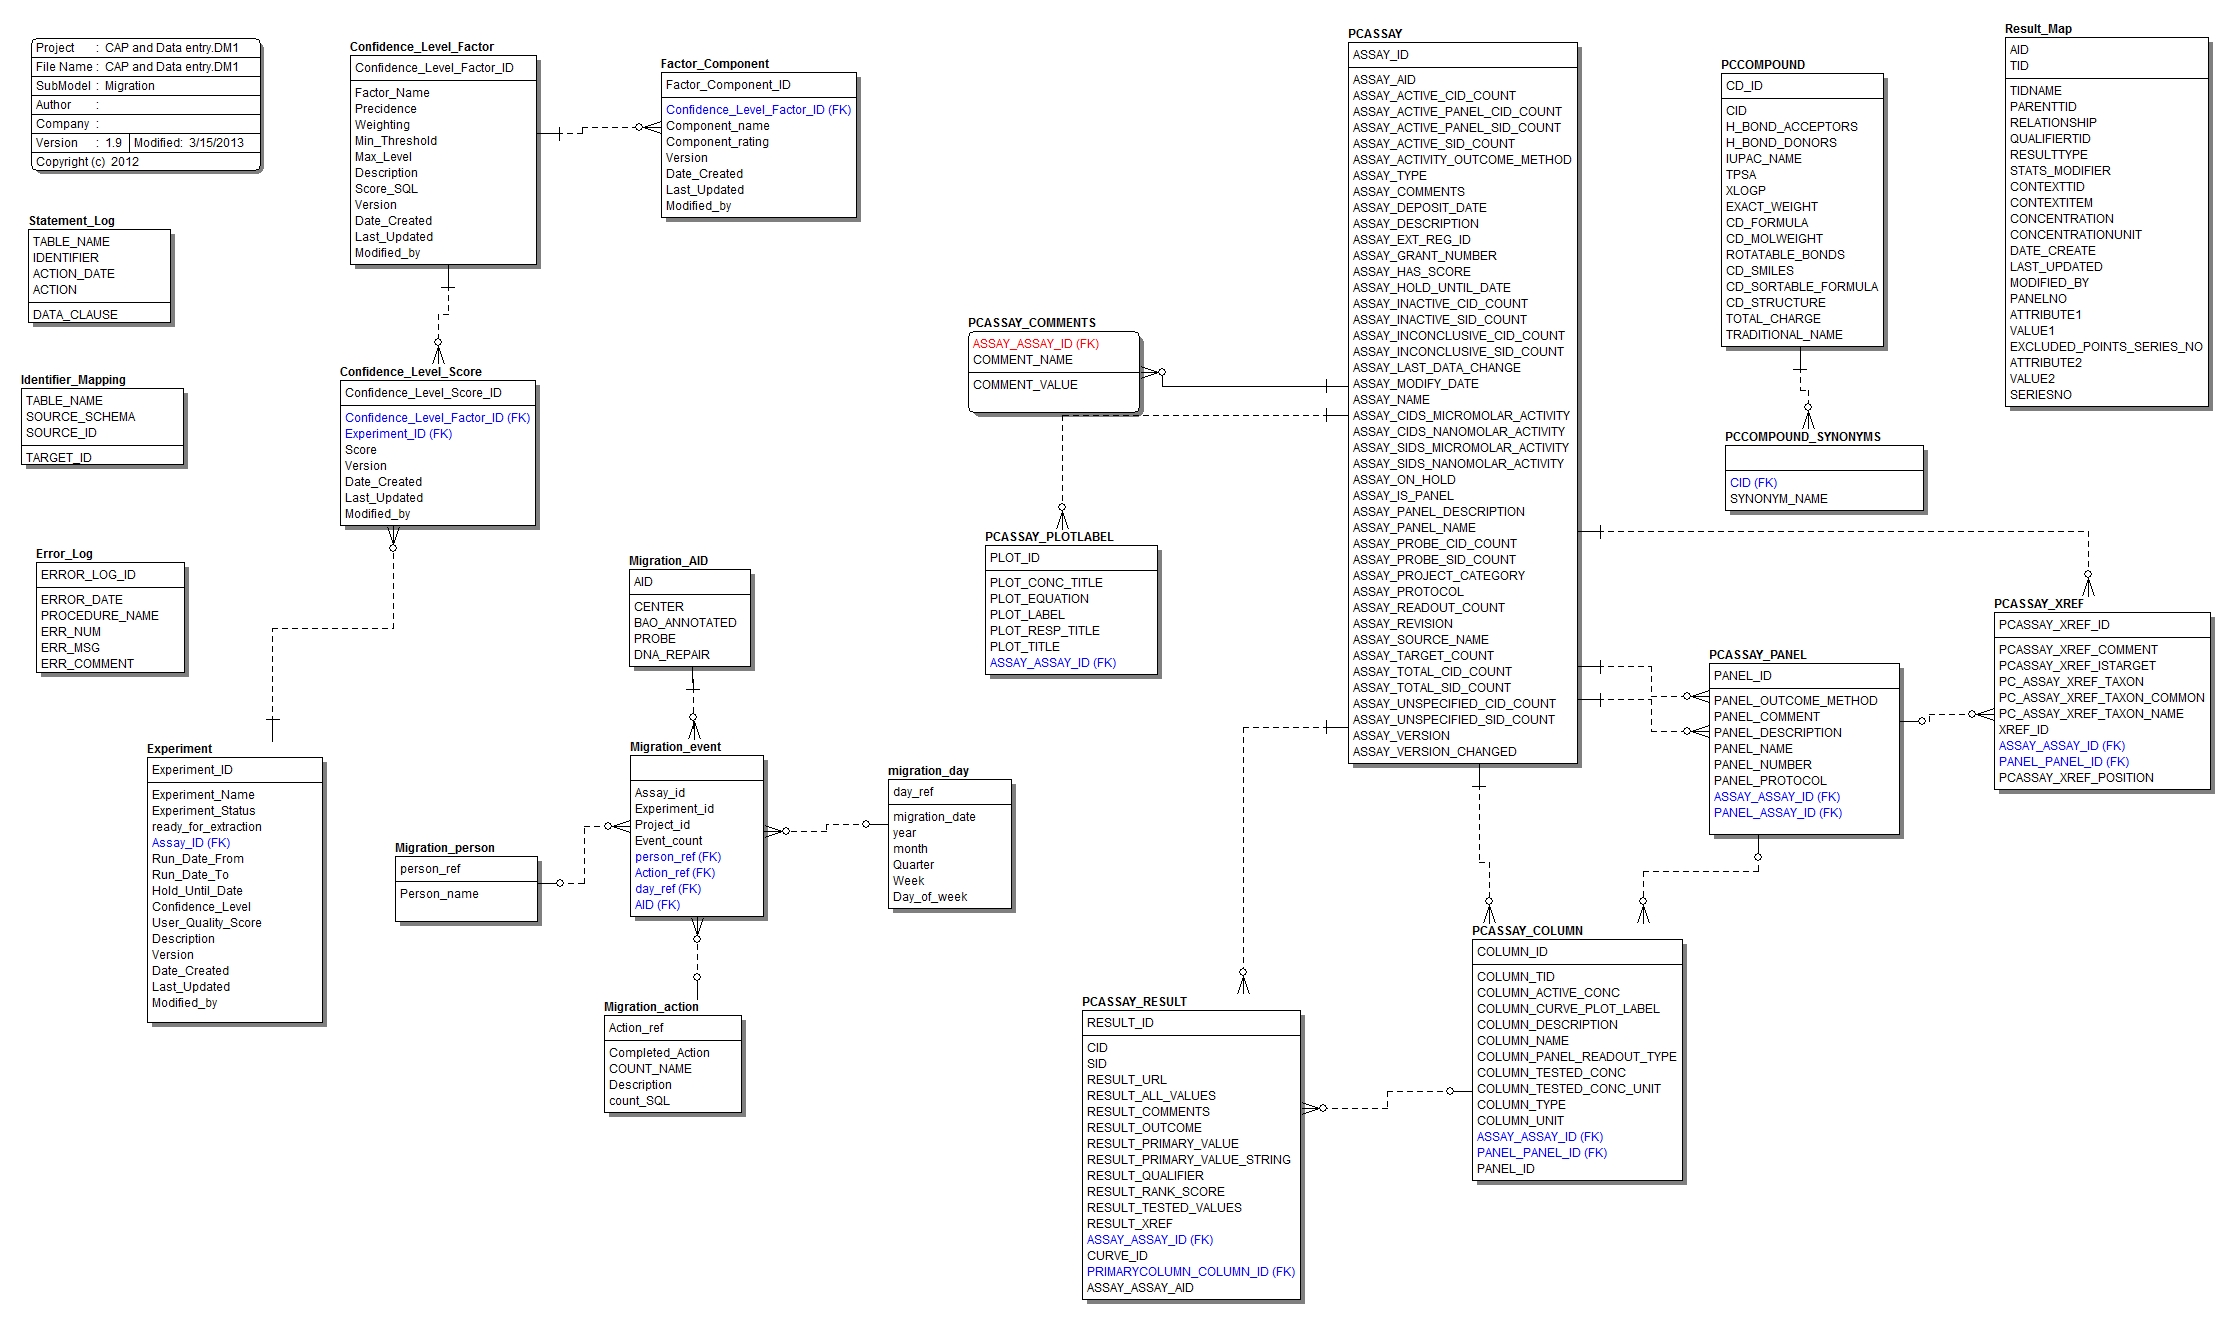 Project : CAP and Data entry.DM1
File Name : CAP and Data entry.DM1
SubModel : Migration
Author :
Company :
Version : 1.9 Modified: 3/15/2013
Copyright (c) 2012
Statement_Log
TABLE_NAME
IDENTIFIER
ACTION_DATE
ACTION
DATA_CLAUSE
Identifier_Mapping
TABLE_NAME
SOURCE_SCHEMA
SOURCE_ID
TARGET_ID
Error_Log
ERROR_LOG_ID
ERROR_DATE
PROCEDURE_NAME
ERR_NUM
ERR_MSG
ERR_COMMENT
Confidence_Level_Factor
Confidence_Level_Factor_ID
Factor_Name
Precidence
Weighting
Min_Threshold
Max_Level
Description
Score_SQL
Version
Date_Created
Last_Updated
Modified_by
Factor_Component
Factor_Component_ID
Confidence_Level_Factor_ID (FK)
Component_name
Component_rating
Version
Date_Created
Last_Updated
Modified_by
Confidence_Level_Score
Confidence_Level_Score_ID
Confidence_Level_Factor_ID (FK)
Experiment_ID (FK)
Score
Version
Date_Created
Last_Updated
Modified_by
Experiment
Experiment_ID
Experiment_Name
Experiment_Status
ready_for_extraction
Assay_ID (FK)
Run_Date_From
Run_Date_To
Hold_Until_Date
Confidence_Level
User_Quality_Score
Description
Version
Date_Created
Last_Updated
Modified_by
Migration_AID
AID
CENTER
BAO_ANNOTATED
PROBE
DNA_REPAIR
Migration_event
Assay_id
Experiment_id
Project_id
Event_count
person_ref (FK)
Action_ref (FK)
day_ref (FK)
AID (FK)
Migration_person
person_ref
Person_name
migration_day
day_ref
migration_date
year
month
Quarter
Week
Day_of_week
Migration_action
Action_ref
Completed_Action
COUNT_NAME
Description
count_SQL
PCASSAY_COMMENTS
ASSAY_ASSAY_ID (FK)
COMMENT_NAME
COMMENT_VALUE
PCASSAY_PLOTLABEL
PLOT_ID
PLOT_CONC_TITLE
PLOT_EQUATION
PLOT_LABEL
PLOT_RESP_TITLE
PLOT_TITLE
ASSAY_ASSAY_ID (FK)
PCASSAY
ASSAY_ID
ASSAY_AID
ASSAY_ACTIVE_CID_COUNT
ASSAY_ACTIVE_PANEL_CID_COUNT
ASSAY_ACTIVE_PANEL_SID_COUNT
ASSAY_ACTIVE_SID_COUNT
ASSAY_ACTIVITY_OUTCOME_METHOD
ASSAY_TYPE
ASSAY_COMMENTS
ASSAY_DEPOSIT_DATE
ASSAY_DESCRIPTION
ASSAY_EXT_REG_ID
ASSAY_GRANT_NUMBER
ASSAY_HAS_SCORE
ASSAY_HOLD_UNTIL_DATE
ASSAY_INACTIVE_CID_COUNT
ASSAY_INACTIVE_SID_COUNT
ASSAY_INCONCLUSIVE_CID_COUNT
ASSAY_INCONCLUSIVE_SID_COUNT
ASSAY_LAST_DATA_CHANGE
ASSAY_MODIFY_DATE
ASSAY_NAME
ASSAY_CIDS_MICROMOLAR_ACTIVITY
ASSAY_CIDS_NANOMOLAR_ACTIVITY
ASSAY_SIDS_MICROMOLAR_ACTIVITY
ASSAY_SIDS_NANOMOLAR_ACTIVITY
ASSAY_ON_HOLD
ASSAY_IS_PANEL
ASSAY_PANEL_DESCRIPTION
ASSAY_PANEL_NAME
ASSAY_PROBE_CID_COUNT
ASSAY_PROBE_SID_COUNT
ASSAY_PROJECT_CATEGORY
ASSAY_PROTOCOL
ASSAY_READOUT_COUNT
ASSAY_REVISION
ASSAY_SOURCE_NAME
ASSAY_TARGET_COUNT
ASSAY_TOTAL_CID_COUNT
ASSAY_TOTAL_SID_COUNT
ASSAY_UNSPECIFIED_CID_COUNT
ASSAY_UNSPECIFIED_SID_COUNT
ASSAY_VERSION
ASSAY_VERSION_CHANGED
PCCOMPOUND
CD_ID
CID
H_BOND_ACCEPTORS
H_BOND_DONORS
IUPAC_NAME
TPSA
XLOGP
EXACT_WEIGHT
CD_FORMULA
CD_MOLWEIGHT
ROTATABLE_BONDS
CD_SMILES
CD_SORTABLE_FORMULA
CD_STRUCTURE
TOTAL_CHARGE
TRADITIONAL_NAME
PCCOMPOUND_SYNONYMS
CID (FK)
SYNONYM_NAME
Result_Map
AID
TID
TIDNAME
PARENTTID
RELATIONSHIP
QUALIFIERTID
RESULTTYPE
STATS_MODIFIER
CONTEXTTID
CONTEXTITEM
CONCENTRATION
CONCENTRATIONUNIT
DATE_CREATE
LAST_UPDATED
MODIFIED_BY
PANELNO
ATTRIBUTE1
VALUE1
EXCLUDED_POINTS_SERIES_NO
ATTRIBUTE2
VALUE2
SERIESNO
PCASSAY_XREF
PCASSAY_XREF_ID
PCASSAY_XREF_COMMENT
PCASSAY_XREF_ISTARGET
PC_ASSAY_XREF_TAXON
PC_ASSAY_XREF_TAXON_COMMON
PC_ASSAY_XREF_TAXON_NAME
XREF_ID
ASSAY_ASSAY_ID (FK)
PANEL_PANEL_ID (FK)
PCASSAY_XREF_POSITION
PCASSAY_PANEL
PANEL_ID
PANEL_OUTCOME_METHOD
PANEL_COMMENT
PANEL_DESCRIPTION
PANEL_NAME
PANEL_NUMBER
PANEL_PROTOCOL
ASSAY_ASSAY_ID (FK)
PANEL_ASSAY_ID (FK)
PCASSAY_COLUMN
COLUMN_ID
COLUMN_TID
COLUMN_ACTIVE_CONC
COLUMN_CURVE_PLOT_LABEL
COLUMN_DESCRIPTION
COLUMN_NAME
COLUMN_PANEL_READOUT_TYPE
COLUMN_TESTED_CONC
COLUMN_TESTED_CONC_UNIT
COLUMN_TYPE
COLUMN_UNIT
ASSAY_ASSAY_ID (FK)
PANEL_PANEL_ID (FK)
PANEL_ID
PCASSAY_RESULT
RESULT_ID
CID
SID
RESULT_URL
RESULT_ALL_VALUES
RESULT_COMMENTS
RESULT_OUTCOME
RESULT_PRIMARY_VALUE
RESULT_PRIMARY_VALUE_STRING
RESULT_QUALIFIER
RESULT_RANK_SCORE
RESULT_TESTED_VALUES
RESULT_XREF
ASSAY_ASSAY_ID (FK)
CURVE_ID
PRIMARYCOLUMN_COLUMN_ID (FK)
ASSAY_ASSAY_AID